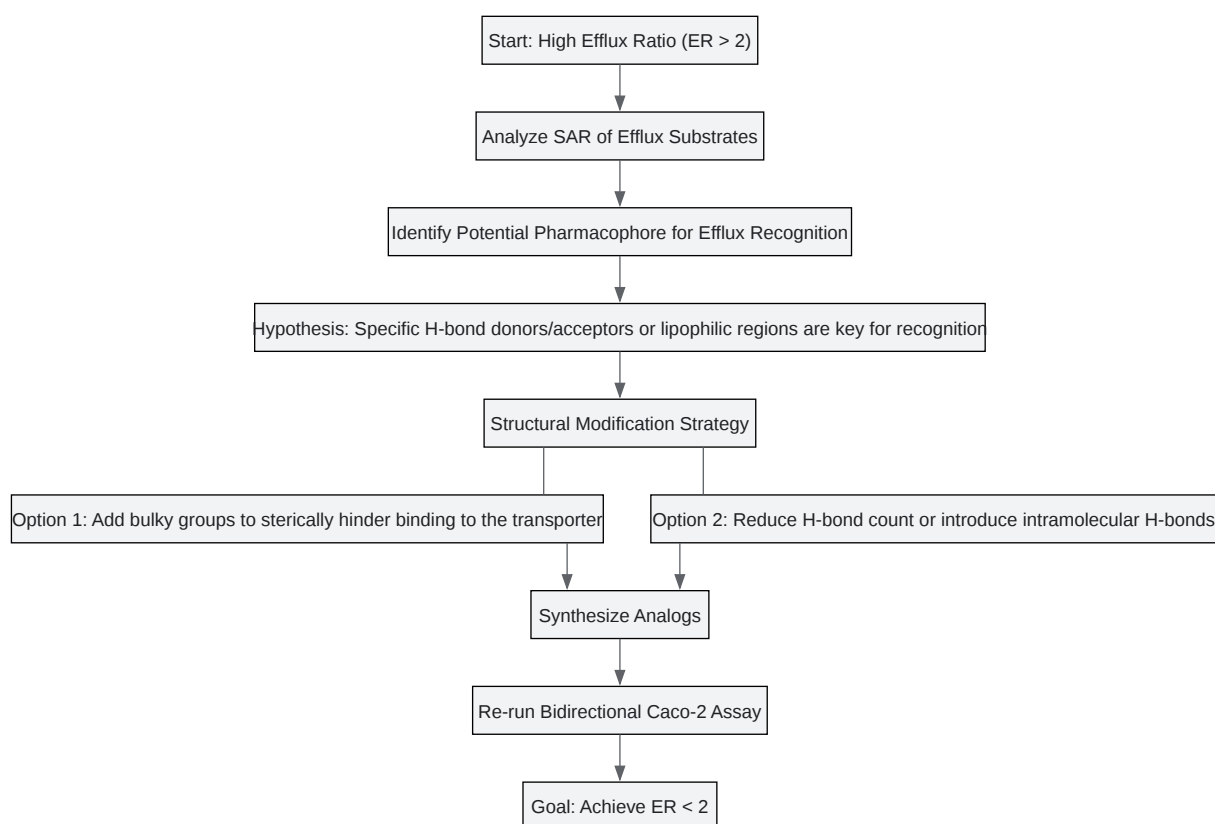 Start: High Efflux Ratio (ER > 2)
Analyze SAR of Efflux Substrates
Identify Potential Pharmacophore for Efflux Recognition
Hypothesis: Specific H-bond donors/acceptors or lipophilic regions are key for recognition
Structural Modification Strategy
Option 1: Add bulky groups to sterically hinder binding to the transporter
Option 2: Reduce H-bond count or introduce intramolecular H-bonds
Synthesize Analogs
Re-run Bidirectional Caco-2 Assay
Goal: Achieve ER < 2